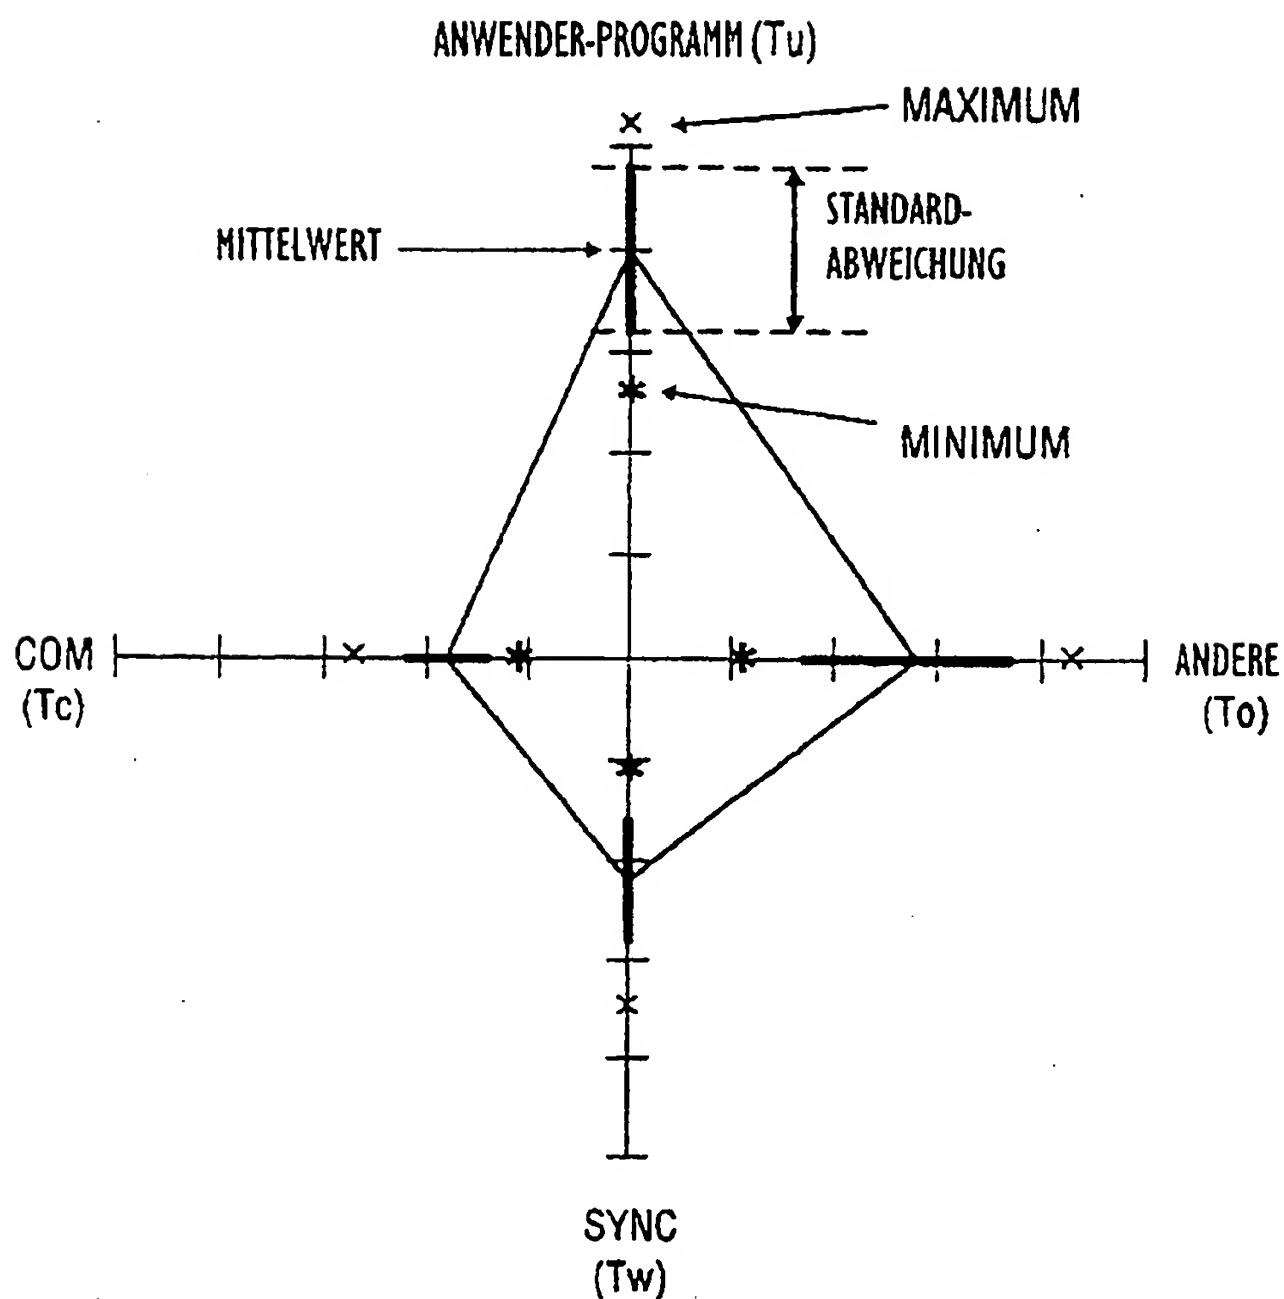 ANWENDER-PROGRAMM (Tu)
MAXIMUM
STANDARD-
ABWEICHUNG
MITTELWERT
MINIMUM
COM
(Tc)
ANDERE
(To)
SYNC
(Tw)